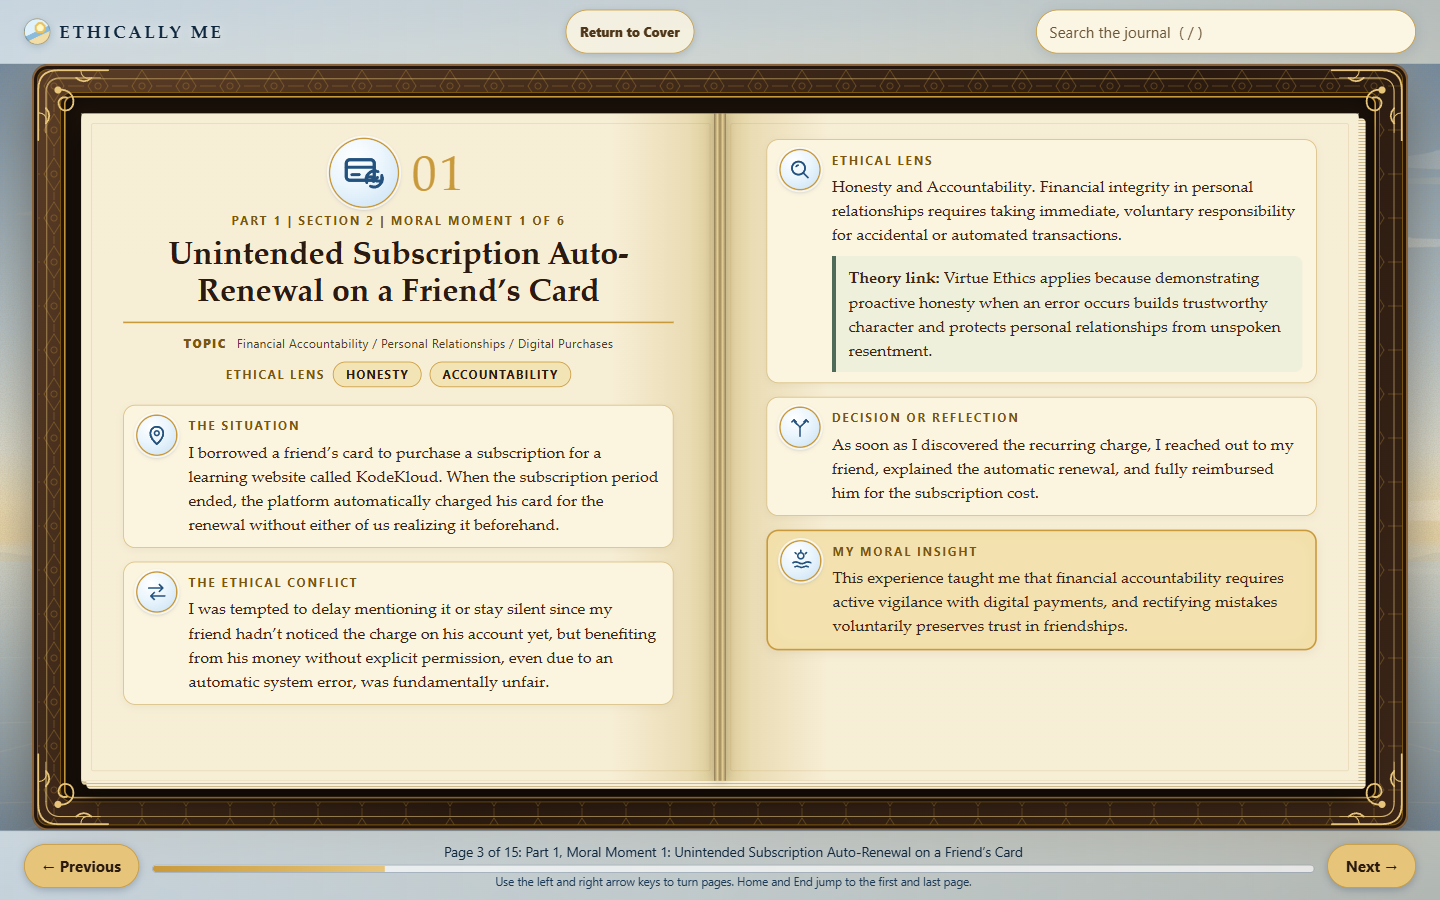 ETHICALLY ME
Return to Cover
Search the journal ( / )
01
PART 1 | SECTION 2 | MORAL MOMENT 1 OF 6
Unintended Subscription Auto-
Renewal on a Friend’s Card
TOPIC Financial Accountability / Personal Relationships / Digital Purchases
ETHICAL LENS HONESTY ACCOUNTABILITY
THE SITUATION
I borrowed a friend’s card to purchase a subscription for a
learning website called KodeKloud. When the subscription period
ended, the platform automatically charged his card for the
renewal without either of us realizing it beforehand.
THE ETHICAL CONFLICT
I was tempted to delay mentioning it or stay silent since my
friend hadn’t noticed the charge on his account yet, but benefiting
from his money without explicit permission, even due to an
automatic system error, was fundamentally unfair.
ETHICAL LENS
Honesty and Accountability. Financial integrity in personal
relationships requires taking immediate, voluntary responsibility
for accidental or automated transactions.
Theory link: Virtue Ethics applies because demonstrating
proactive honesty when an error occurs builds trustworthy
character and protects personal relationships from unspoken
resentment.
DECISION OR REFLECTION
As soon as I discovered the recurring charge, I reached out to my
friend, explained the automatic renewal, and fully reimbursed
him for the subscription cost.
MY MORAL INSIGHT
This experience taught me that financial accountability requires
active vigilance with digital payments, and rectifying mistakes
voluntarily preserves trust in friendships.
← Previous
Page 3 of 15: Part 1, Moral Moment 1: Unintended Subscription Auto-Renewal on a Friend’s Card
Use the left and right arrow keys to turn pages. Home and End jump to the first and last page.
Next →